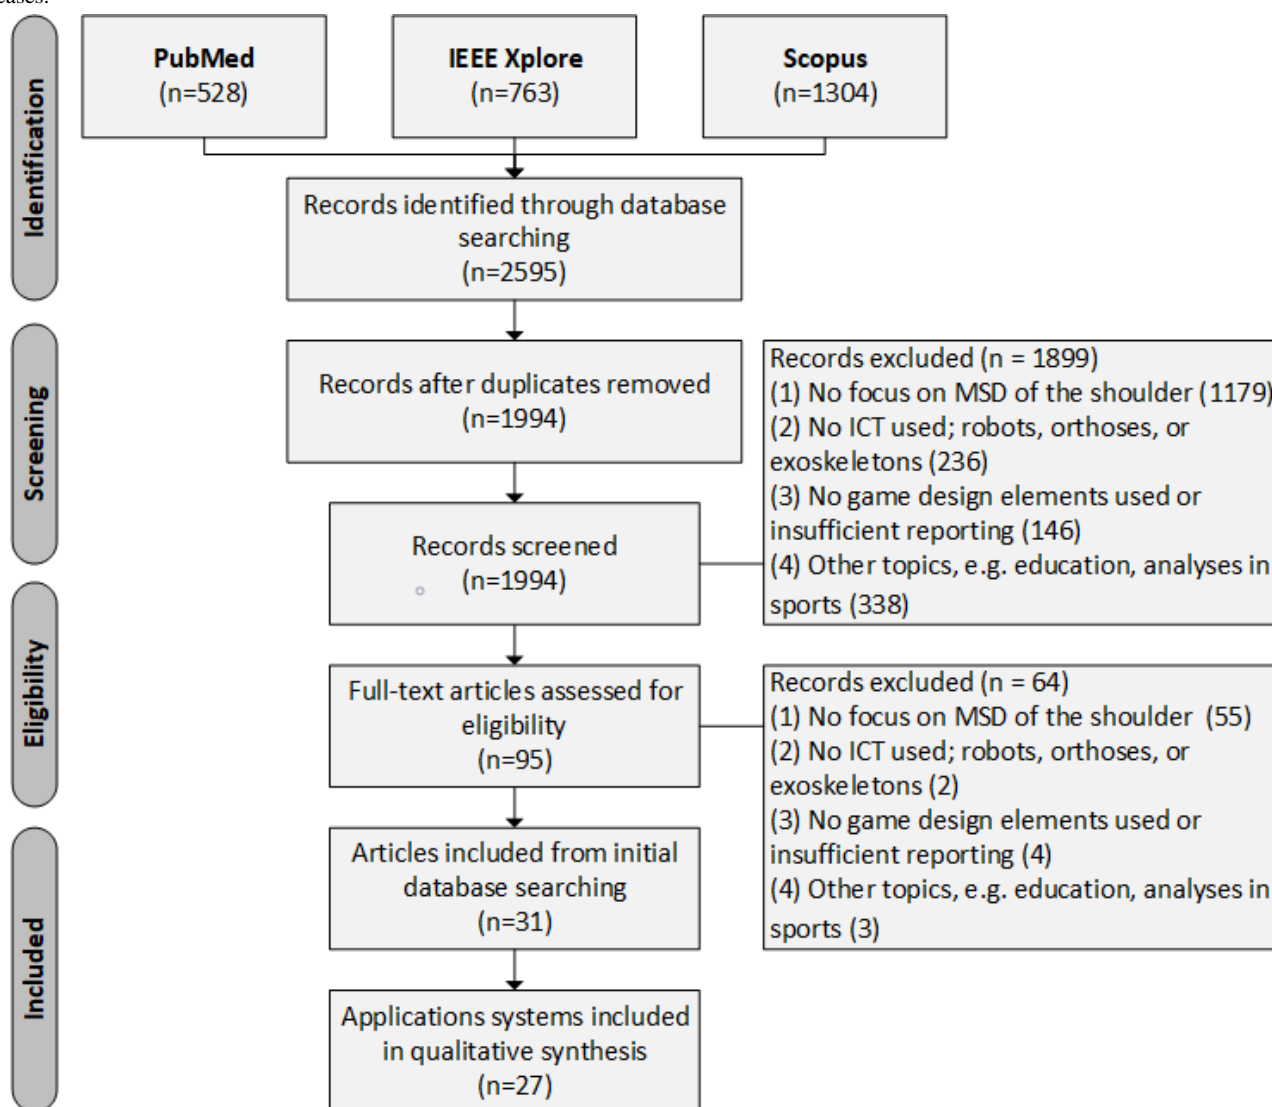 eases.
Identification
PubMed
(n=528)
IEEE Xplore
(n=763)
Scopus
(n=1304)
Records identified through database
searching
(n=2595)
Screening
Records after duplicates removed
(n=1994)
Records screened
(n=1994)
Records excluded (n = 1899)
(1) No focus on MSD of the shoulder (1179)
(2) No ICT used; robots, orthoses, or
exoskeletons (236)
(3) No game design elements used or
insufficient reporting (146)
(4) Other topics, e.g. education, analyses in
sports (338)
Eligibility
Full-text articles assessed for
eligibility
(n=95)
Records excluded (n = 64)
(1) No focus on MSD of the shoulder (55)
(2) No ICT used; robots, orthoses, or
exoskeletons (2)
(3) No game design elements used or
insufficient reporting (4)
(4) Other topics, e.g. education, analyses in
sports (3)
Included
Articles included from initial
database searching
(n=31)
Applications systems included
in qualitative synthesis
(n=27)